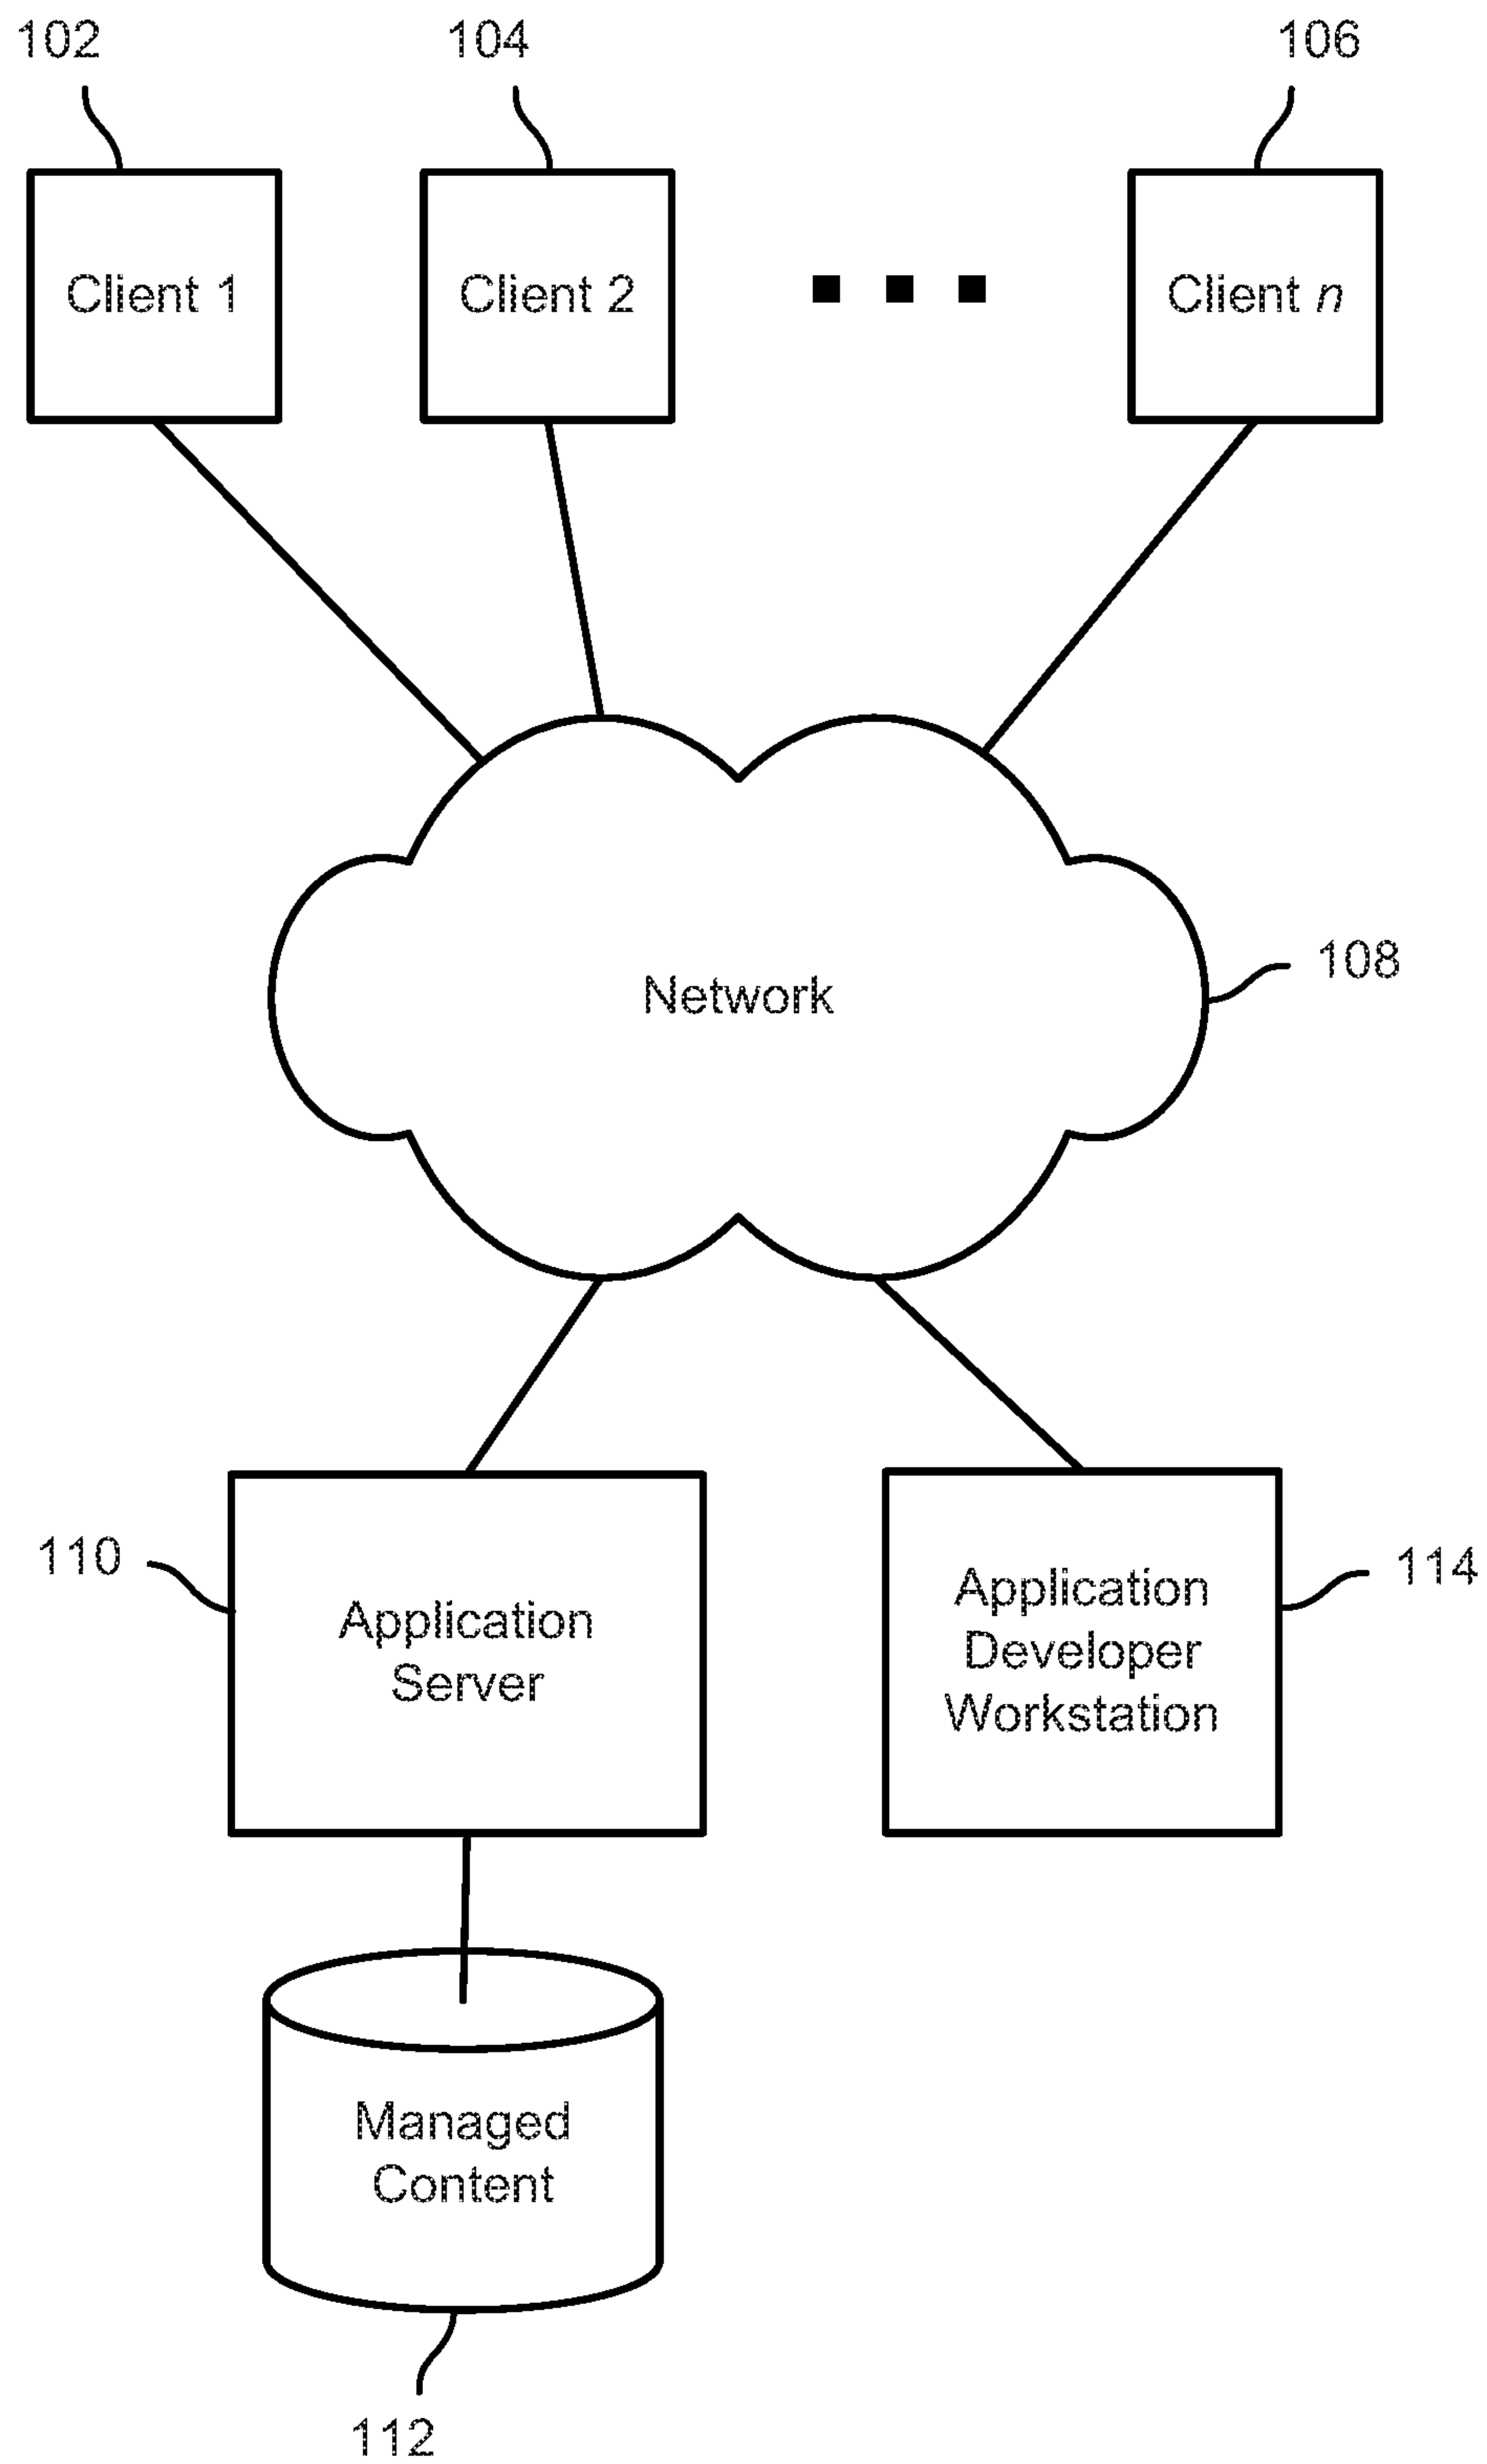 102
104
106
Client 1
Client 2
Client n
108
Network
110
114
Application
Server
Application
Developer
Workstation
Managed
Content
112